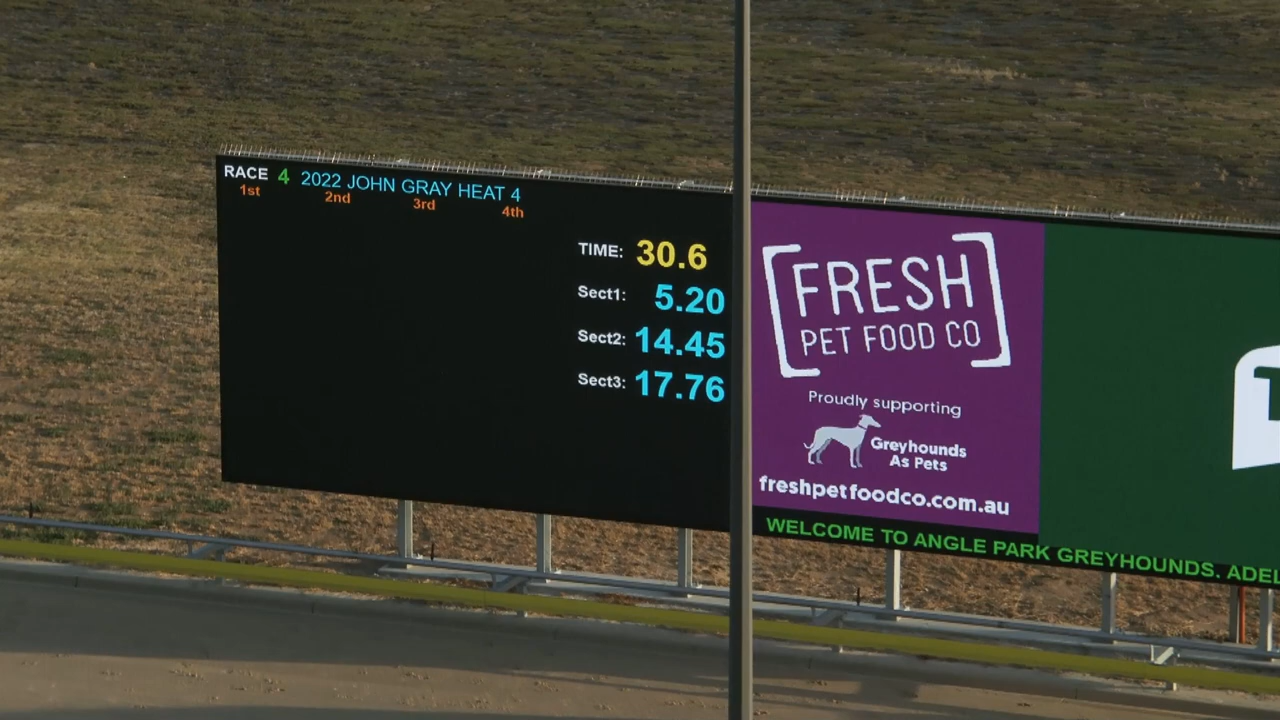 RACE 4 2022 JOHN GRAY HEAT 4
1st 2nd 3rd 4th
TIME: 30.6
Sect1: 5.20
Sect2: 14.45
Sect3: 17.76
FRESH
PET FOOD CO
Proudly supporting
Greyhounds
As Pets
freshpetfoodco.com.au
WELCOME TO ANGLE PARK GREYHOUNDS. ADEL